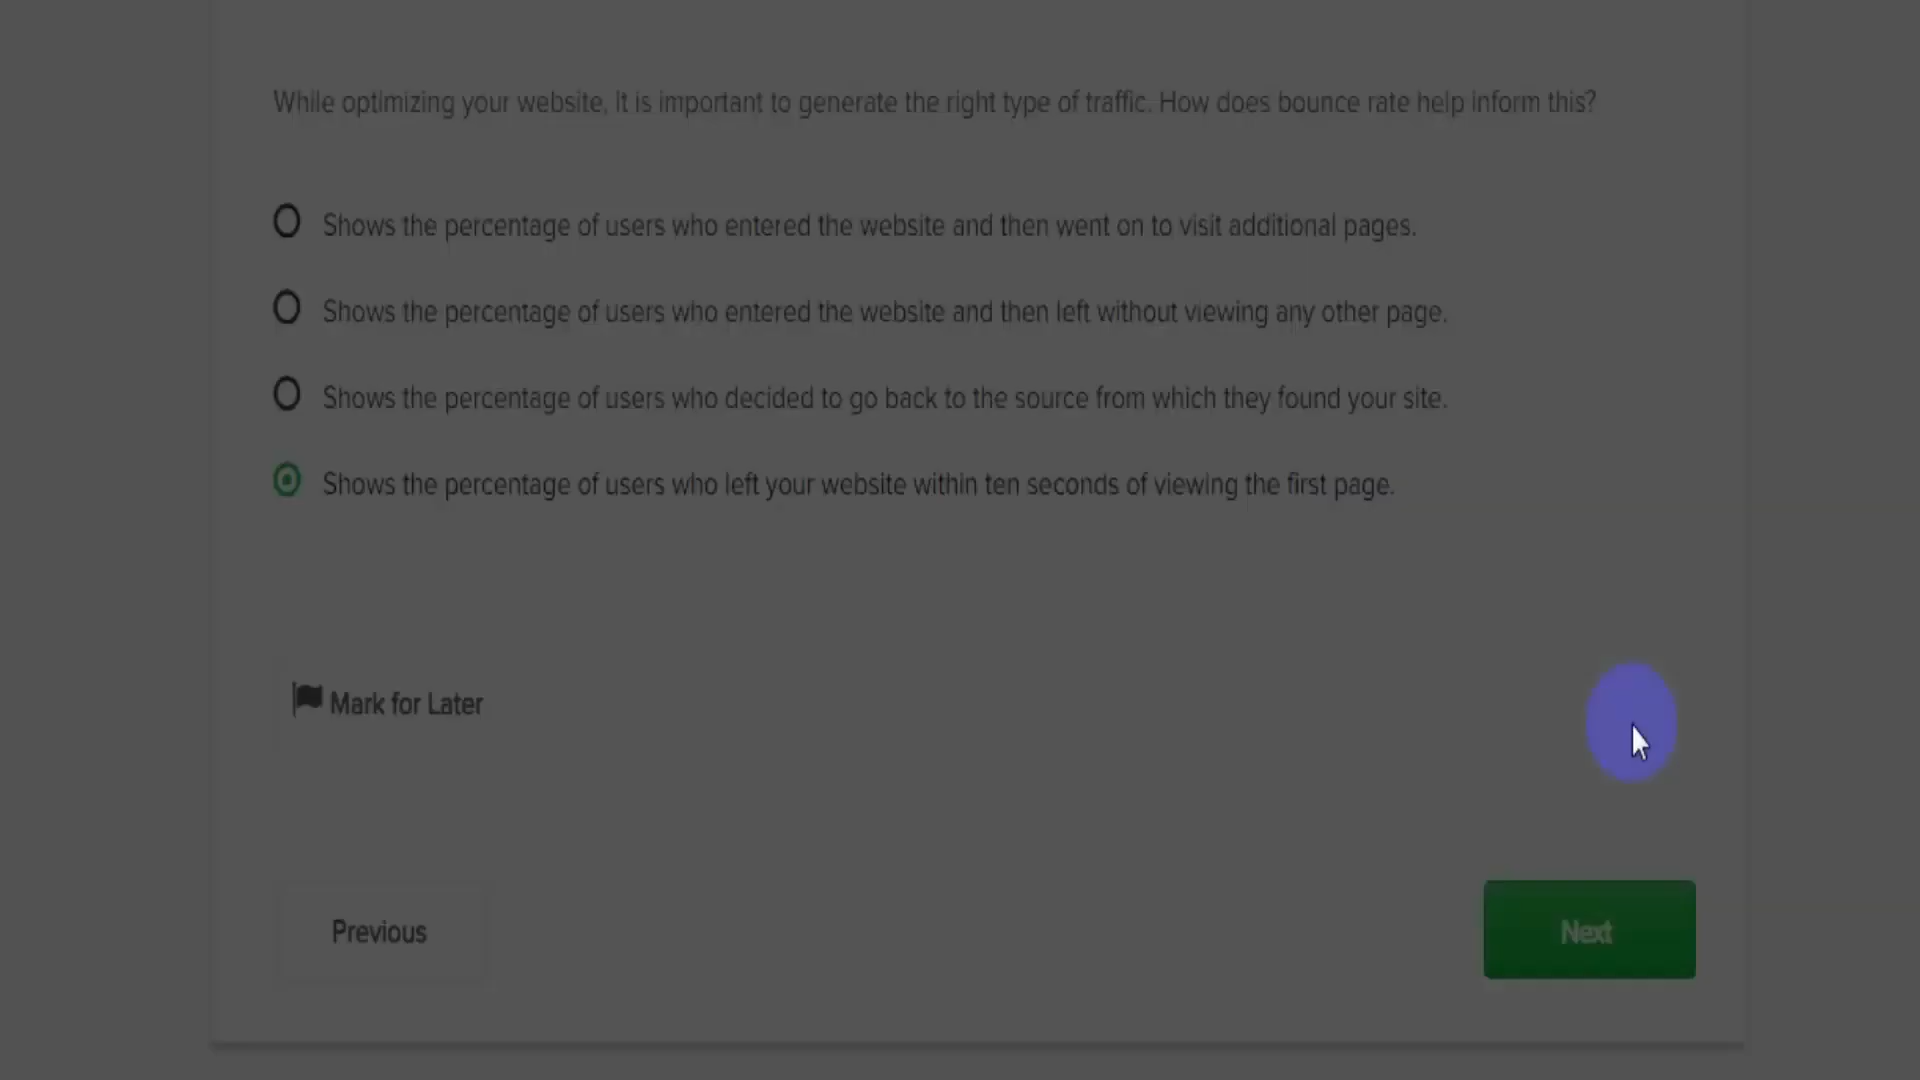 While optimizing your website, it is important to generate the right type of traffic. How does bounce rate help inform this?
Shows the percentage of users who entered the website and then went on to visit additional pages.
Shows the percentage of users who entered the website and then left without viewing any other page.
Shows the percentage of users who decided to go back to the source from which they found your site.
Shows the percentage of users who left your website within ten seconds of viewing the first page.
Mark for Later
Previous
Next